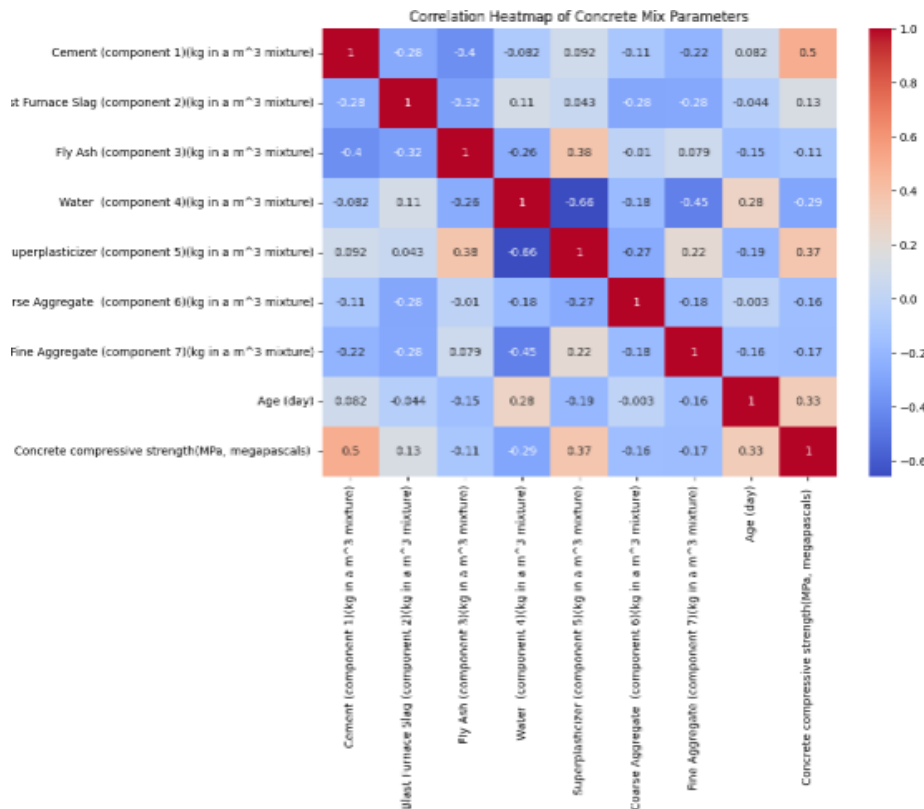 Correlation Heatmap of Concrete Mix Parameters
Cement (component 1)(kg in a m^3 mixture) 1 -0.28 -0.4 -0.082 0.092 -0.11 -0.22 0.082 0.5
st Furnace Slag (component 2)(kg in a m^3 mixture) -0.28 1 -0.32 0.11 0.043 -0.28 -0.28 -0.044 0.13
Fly Ash (component 3)(kg in a m^3 mixture) -0.4 -0.32 1 -0.26 0.38 -0.01 0.079 -0.15 -0.11
Water (component 4)(kg in a m^3 mixture) -0.082 0.11 -0.26 1 -0.66 -0.18 -0.45 0.28 -0.29
uperplasticizer (component 5)(kg in a m^3 mixture) 0.092 0.043 0.38 -0.66 1 -0.27 0.22 -0.19 0.37
rse Aggregate (component 6)(kg in a m^3 mixture) -0.11 -0.28 -0.01 -0.18 -0.27 1 -0.18 -0.003 -0.16
Fine Aggregate (component 7)(kg in a m^3 mixture) -0.22 -0.28 0.079 -0.45 0.22 -0.18 1 -0.16 -0.17
Age (day) 0.082 -0.044 -0.15 0.28 -0.19 -0.003 -0.16 1 0.33
Concrete compressive strength(MPa, megapascals) 0.5 0.13 -0.11 -0.29 0.37 -0.16 -0.17 0.33 1
Cement (component 1)(kg in a m^3 mixture)
Blast Furnace Slag (component 2)(kg in a m^3 mixture)
Fly Ash (component 3)(kg in a m^3 mixture)
Water (component 4)(kg in a m^3 mixture)
Superplasticizer (component 5)(kg in a m^3 mixture)
Coarse Aggregate (component 6)(kg in a m^3 mixture)
Fine Aggregate (component 7)(kg in a m^3 mixture)
Age (day)
Concrete compressive strength(MPa, megapascals)
1.0
0.8
0.6
0.4
0.2
0.0
-0.2
-0.4
-0.6